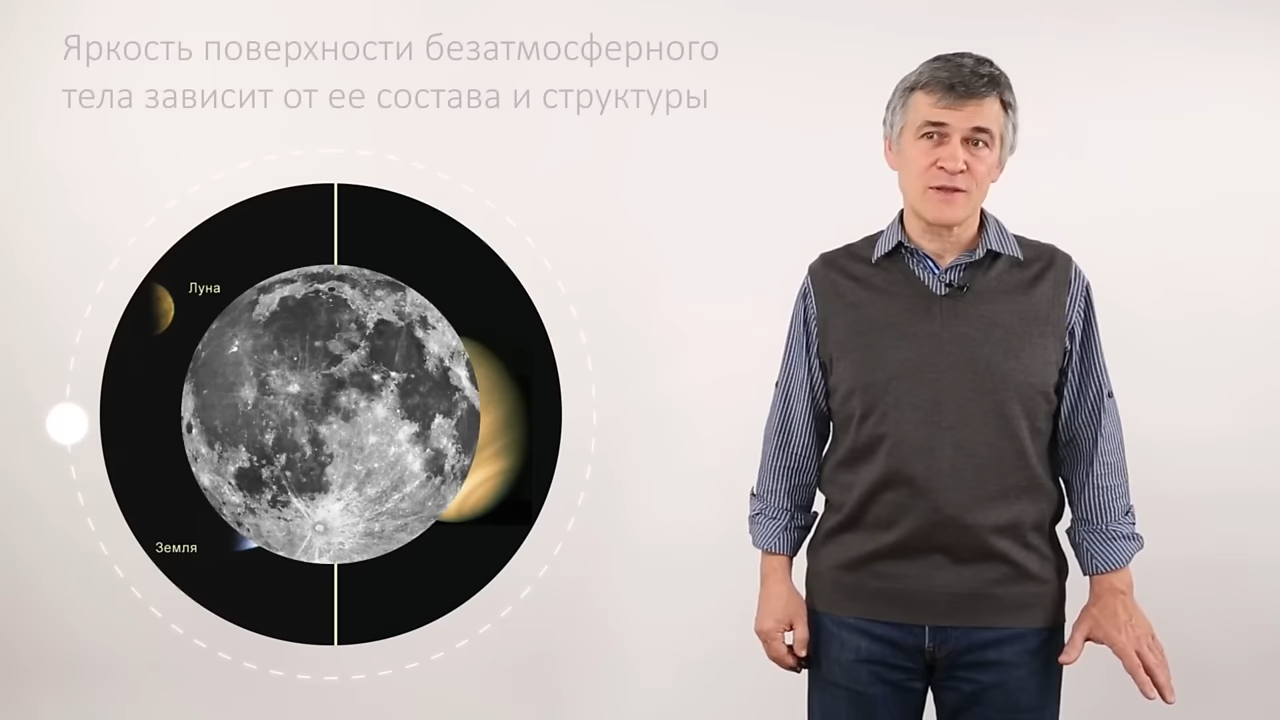 Яркость поверхности безатмосферного
тела зависит от ее состава и структуры
Луна
Земля